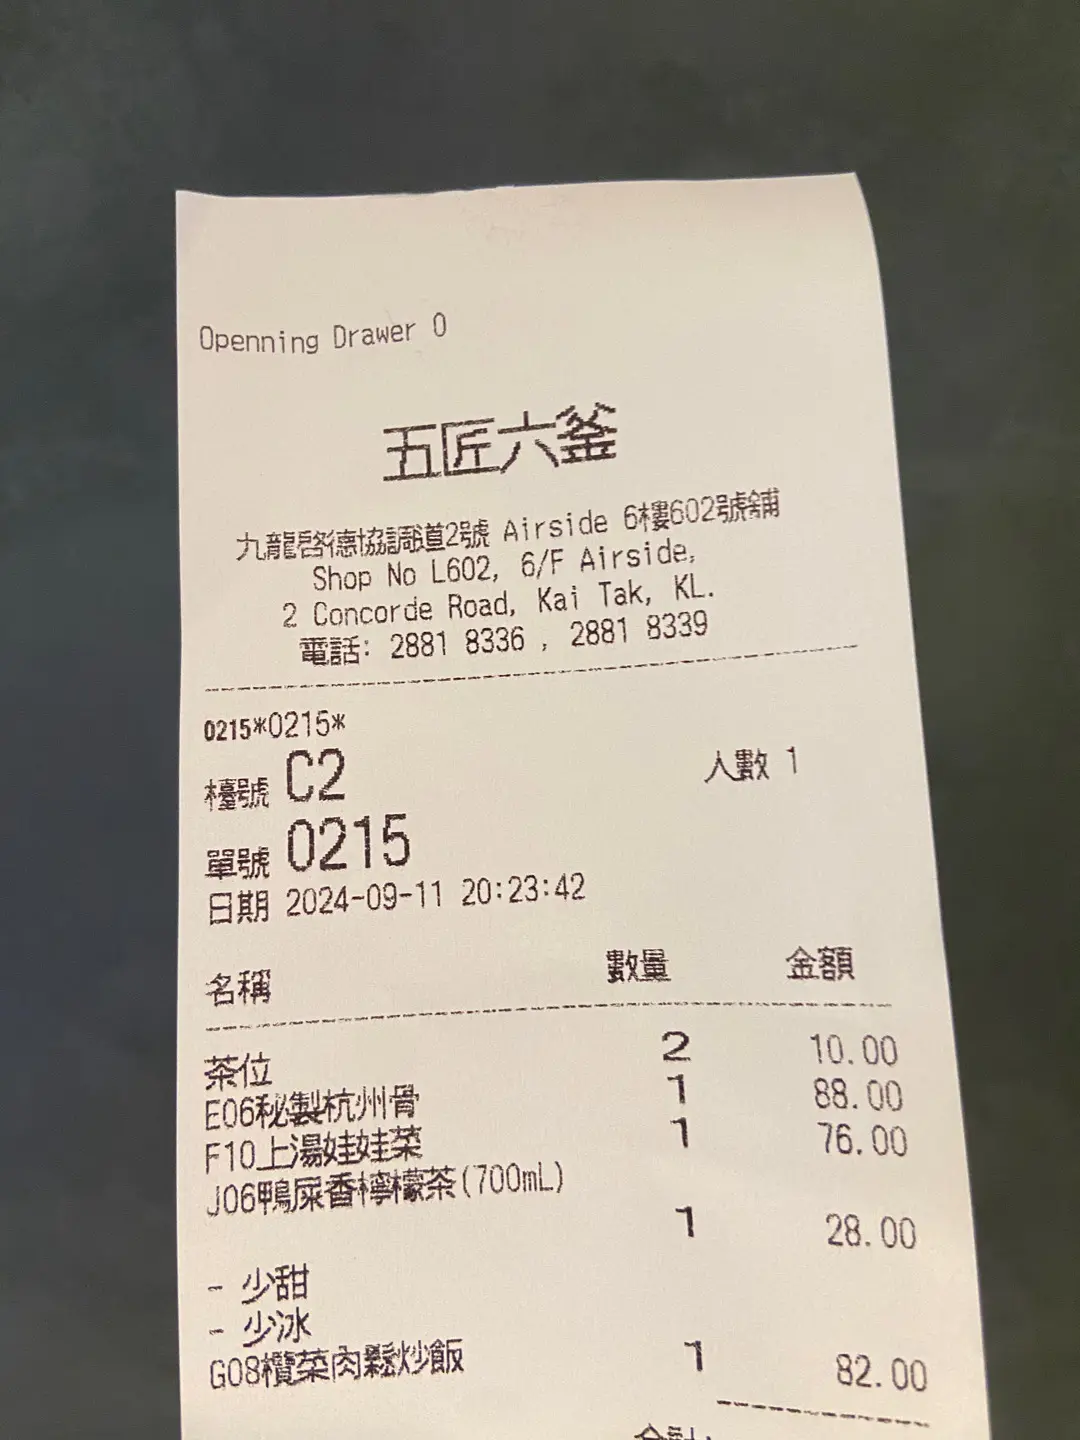 Openning Drawer 0
五匠六釜
九龍啓德協調道2號 Airside 6樓602號舖
Shop No L602, 6/F Airside,
2 Concorde Road, Kai Tak, KL.
電話: 2881 8336 , 2881 8339
0215*0215*
檯號 C2 人數 1
單號 0215
日期 2024-09-11 20:23:42
名稱 數量 金額
茶位 2 10.00
E06秘製杭州骨 1 88.00
F10上湯娃娃菜 1 76.00
J06鴨屎香檸檬茶(700mL)
1 28.00
- 少甜
- 少冰
G08欖菜肉鬆炒飯 1 82.00
合計: